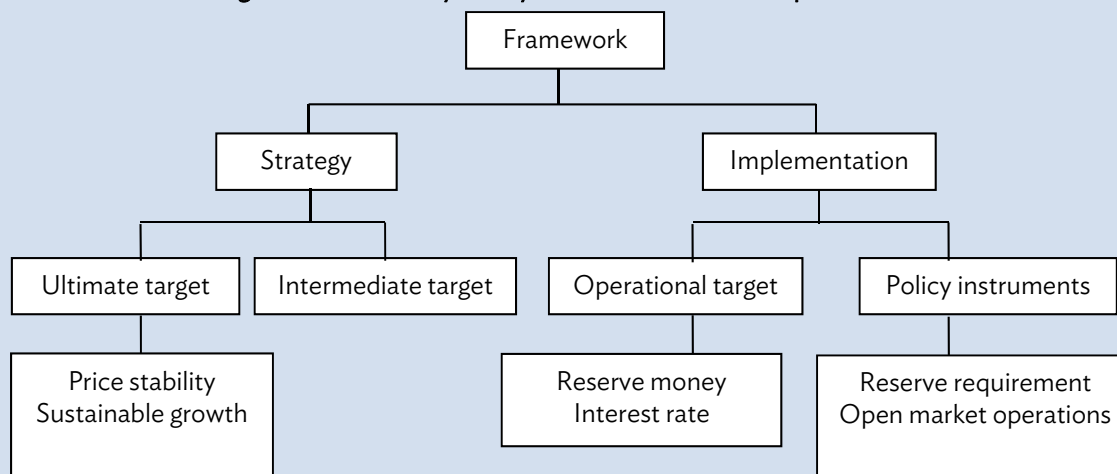 Framework
Strategy
Implementation
Ultimate target
Intermediate target
Operational target
Policy instruments
Price stability
Sustainable growth
Reserve money
Interest rate
Reserve requirement
Open market operations